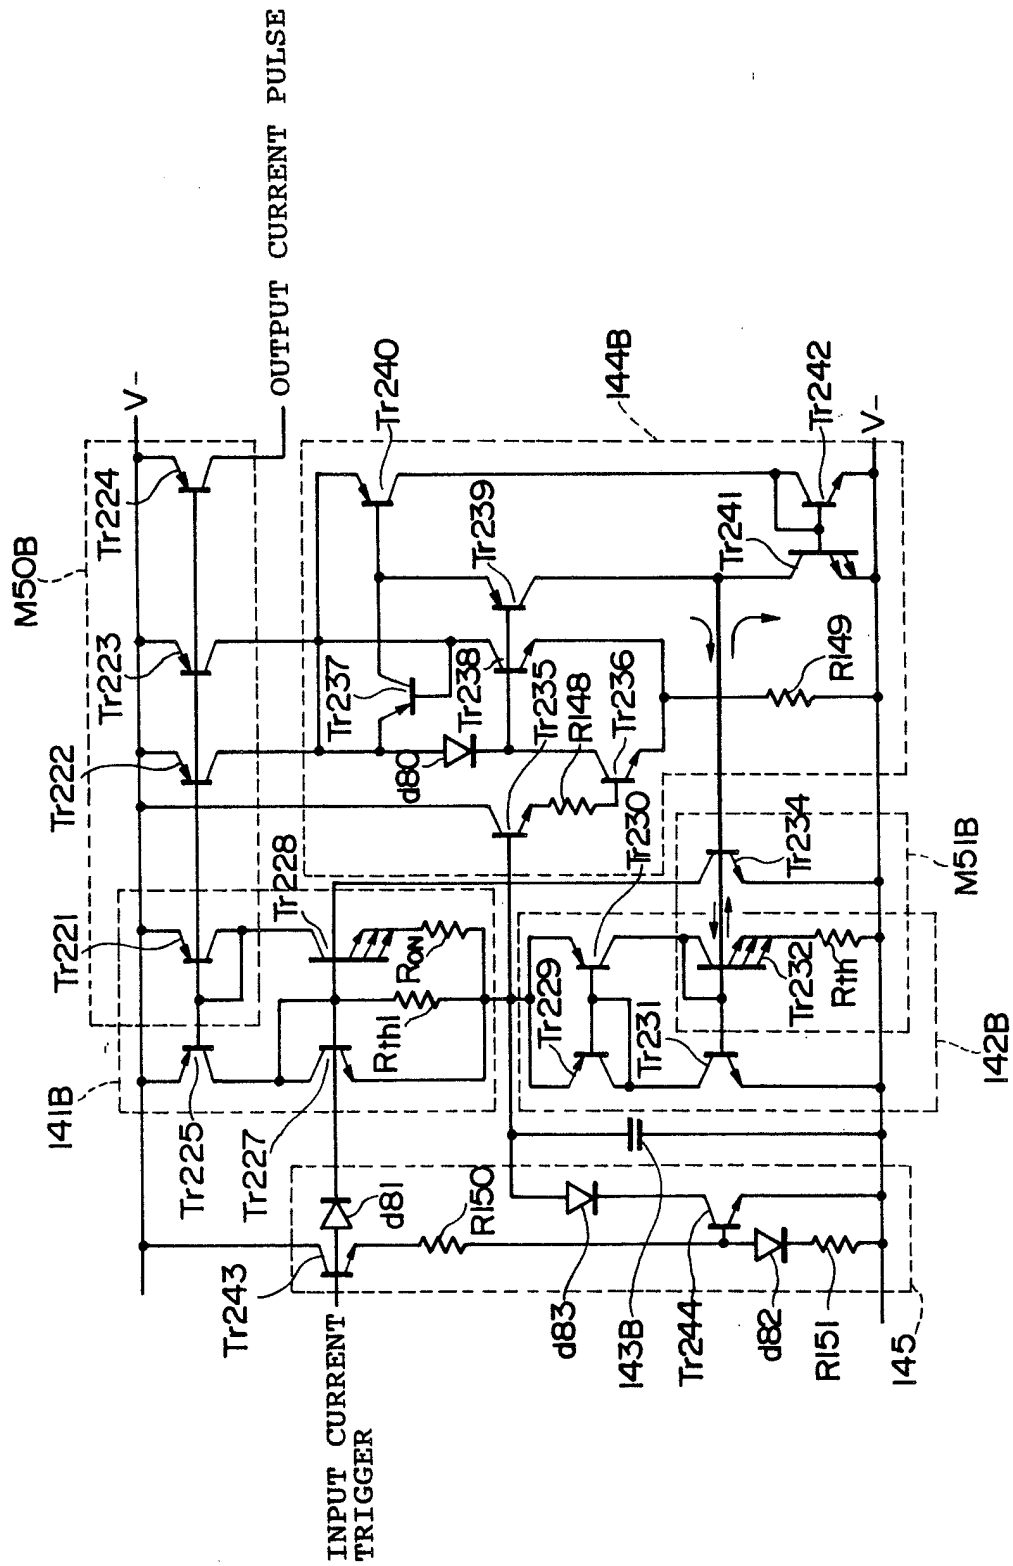 M50B
V-
Tr224
OUTPUT CURRENT PULSE
Tr223
Tr222
Tr221
141B
Tr225
Tr227
Tr228
RON
Rth1
Tr243
d81
R150
INPUT CURRENT
TRIGGER
Tr240
144B
Tr239
Tr237
Tr238
d80
Tr235
R148
Tr236
Tr230
Tr229
Tr242
Tr241
V-
R149
Tr234
M51B
Tr232
Rth
Tr231
142B
d83
143B
Tr244
d82
R151
145